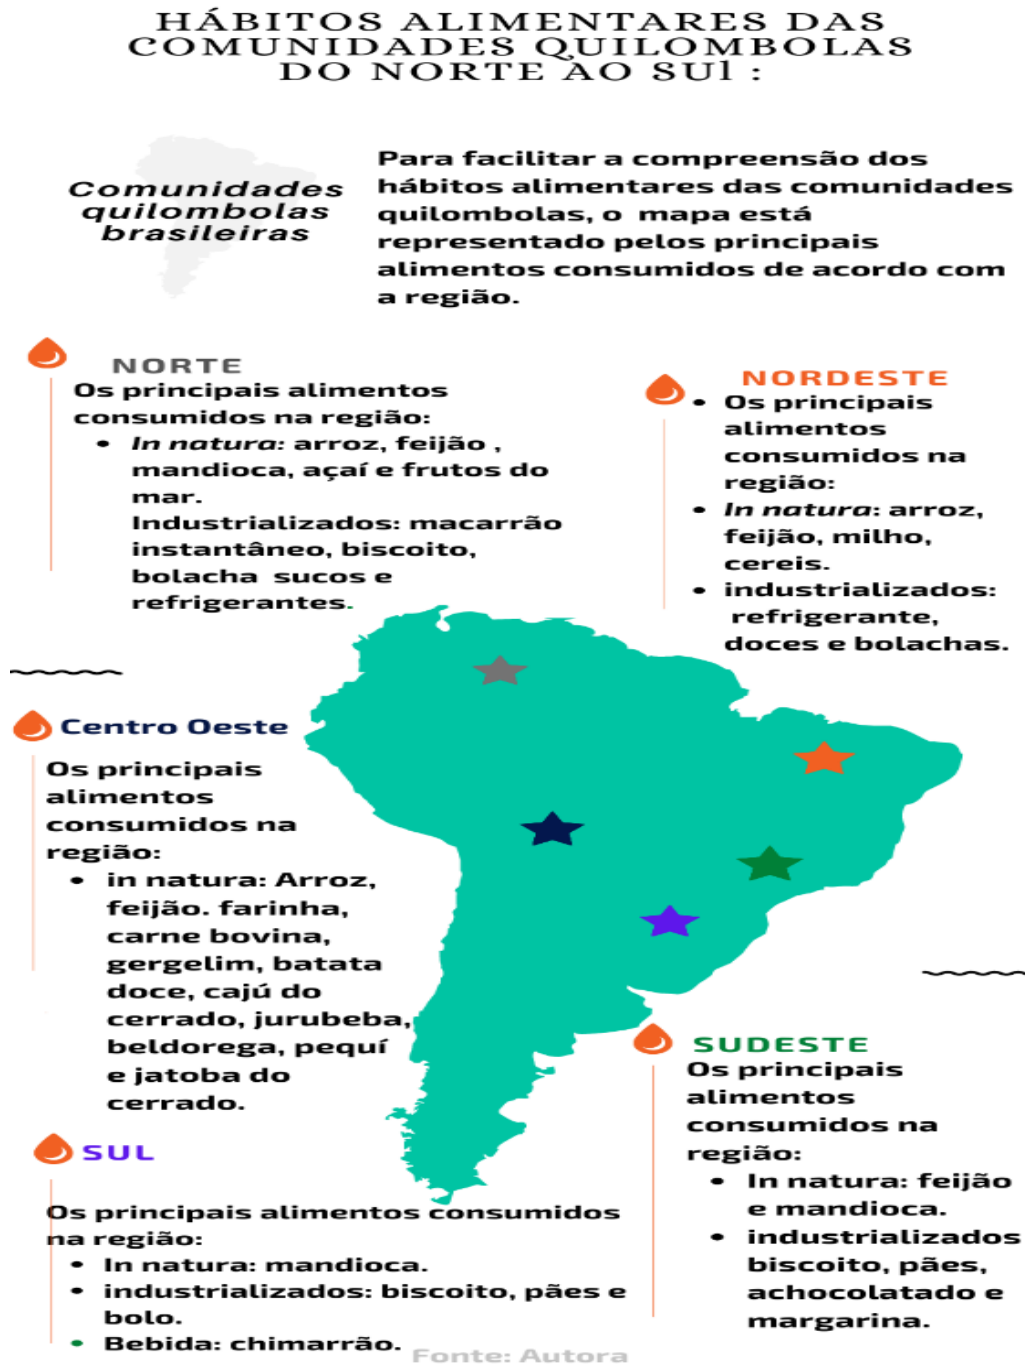 HÁBITOS ALIMENTARES DAS
COMUNIDADES QUILOMBOLAS
DO NORTE AO SUl :
Comunidades
quilombolas
brasileiras
Para facilitar a compreensão dos
hábitos alimentares das comunidades
quilombolas, o mapa está
representado pelos principais
alimentos consumidos de acordo com
a região.
NORTE
Os principais alimentos
consumidos na região:
• In natura: arroz, feijão ,
mandioca, açaí e frutos do
mar.
Industrializados: macarrão
instantâneo, biscoito,
bolacha sucos e
refrigerantes.
NORDESTE
• Os principais
alimentos
consumidos na
região:
• In natura: arroz,
feijão, milho,
cereis.
• industrializados:
refrigerante,
doces e bolachas.
Centro Oeste
Os principais
alimentos
consumidos na
região:
• in natura: Arroz,
feijão. farinha,
carne bovina,
gergelim, batata
doce, cajú do
cerrado, jurubeba,
beldorega, pequí
e jatoba do
cerrado.
SUDESTE
Os principais
alimentos
consumidos na
região:
• In natura: feijão
e mandioca.
• industrializados
biscoito, pães,
achocolatado e
margarina.
SUL
Os principais alimentos consumidos
na região:
• In natura: mandioca.
• industrializados: biscoito, pães e
bolo.
• Bebida: chimarrão.
Fonte: Autora